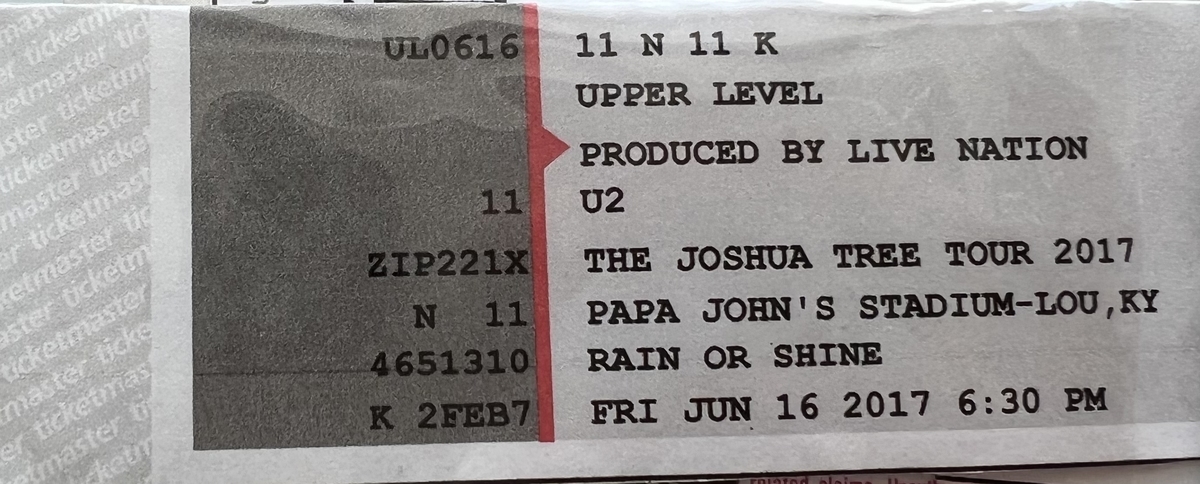 ticketmaster
UL0616
11 N 11 K
UPPER LEVEL
PRODUCED BY LIVE NATION
11
U2
ZIP221X
THE JOSHUA TREE TOUR 2017
N 11
PAPA JOHN'S STADIUM-LOU,KY
4651310
RAIN OR SHINE
K 2FEB7
FRI JUN 16 2017 6:30 PM